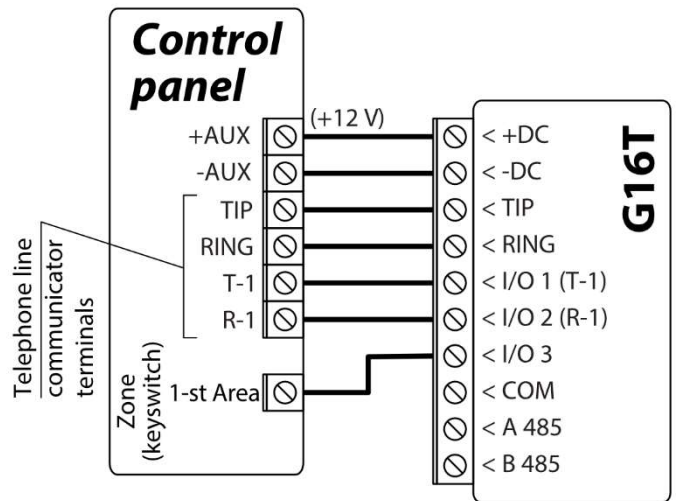 Control
panel
(+12 V)
+AUX
-AUX
TIP
RING
T-1
R-1
1-st Area
Telephone line
communicator
terminals
Zone
(keyswitch)
G16T
< +DC
< -DC
< TIP
< RING
< I/O 1 (T-1)
< I/O 2 (R-1)
< I/O 3
< COM
< A 485
< B 485